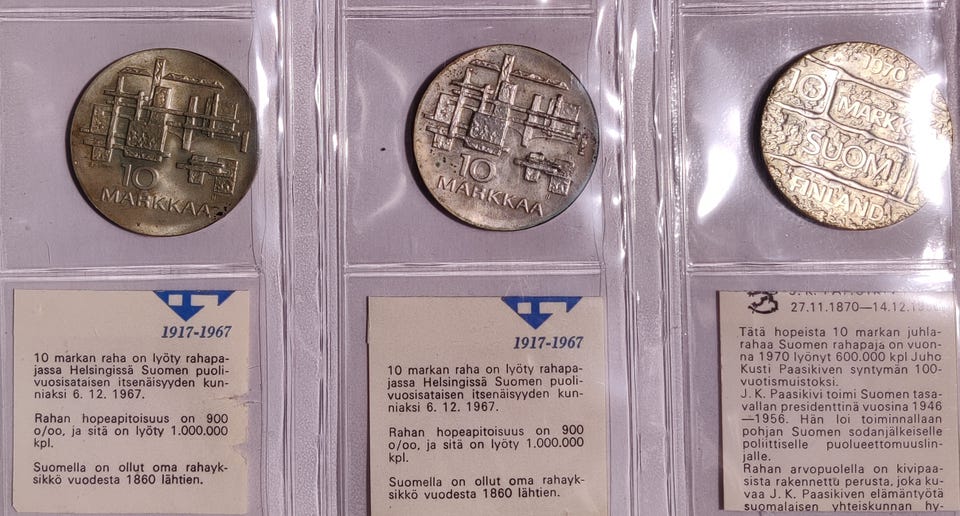 10
MARKKAA
10
MARKKAA
1970
10
MARKK
SUOMI
FINLAND
1917-1967
10 markan raha on lyöty rahapa-
jassa Helsingissä Suomen puoli-
vuosisataisen itsenäisyyden kun-
niaksi 6. 12. 1967.
Rahan hopeapitoisuus on 900
o/oo, ja sitä on lyöty 1.000.000
kpl.
Suomella on ollut oma rahayk-
sikkö vuodesta 1860 lähtien.
1917-1967
10 markan raha on lyöty rahapa-
jassa Helsingissä Suomen puoli-
vuosisataisen itsenäisyyden kun-
niaksi 6. 12. 1967.
Rahan hopeapitoisuus on 900
o/oo, ja sitä on lyöty 1.000.000
kpl.
Suomella on ollut oma rahayk-
sikkö vuodesta 1860 lähtien.
J. K.
27.11.1870—14.12.
Tätä hopeista 10 markan juhla-
rahaa Suomen rahapaja on vuon-
na 1970 lyönyt 600.000 kpl Juho
Kusti Paasikiven syntymän 100-
vuotismuistoksi.
J. K. Paasikivi toimi Suomen tasa-
vallan presidenttinä vuosina 1946
—1956. Hän loi toiminnallaan
pohjan Suomen sodanjälkeiselle
poliittiselle puolueettomuuslin-
jalle.
Rahan arvopuolella on kivipaa-
sista rakennettu perusta, joka ku-
vaa J. K. Paasikiven elämäntyötä
suomalaisen yhteiskunnan hy-